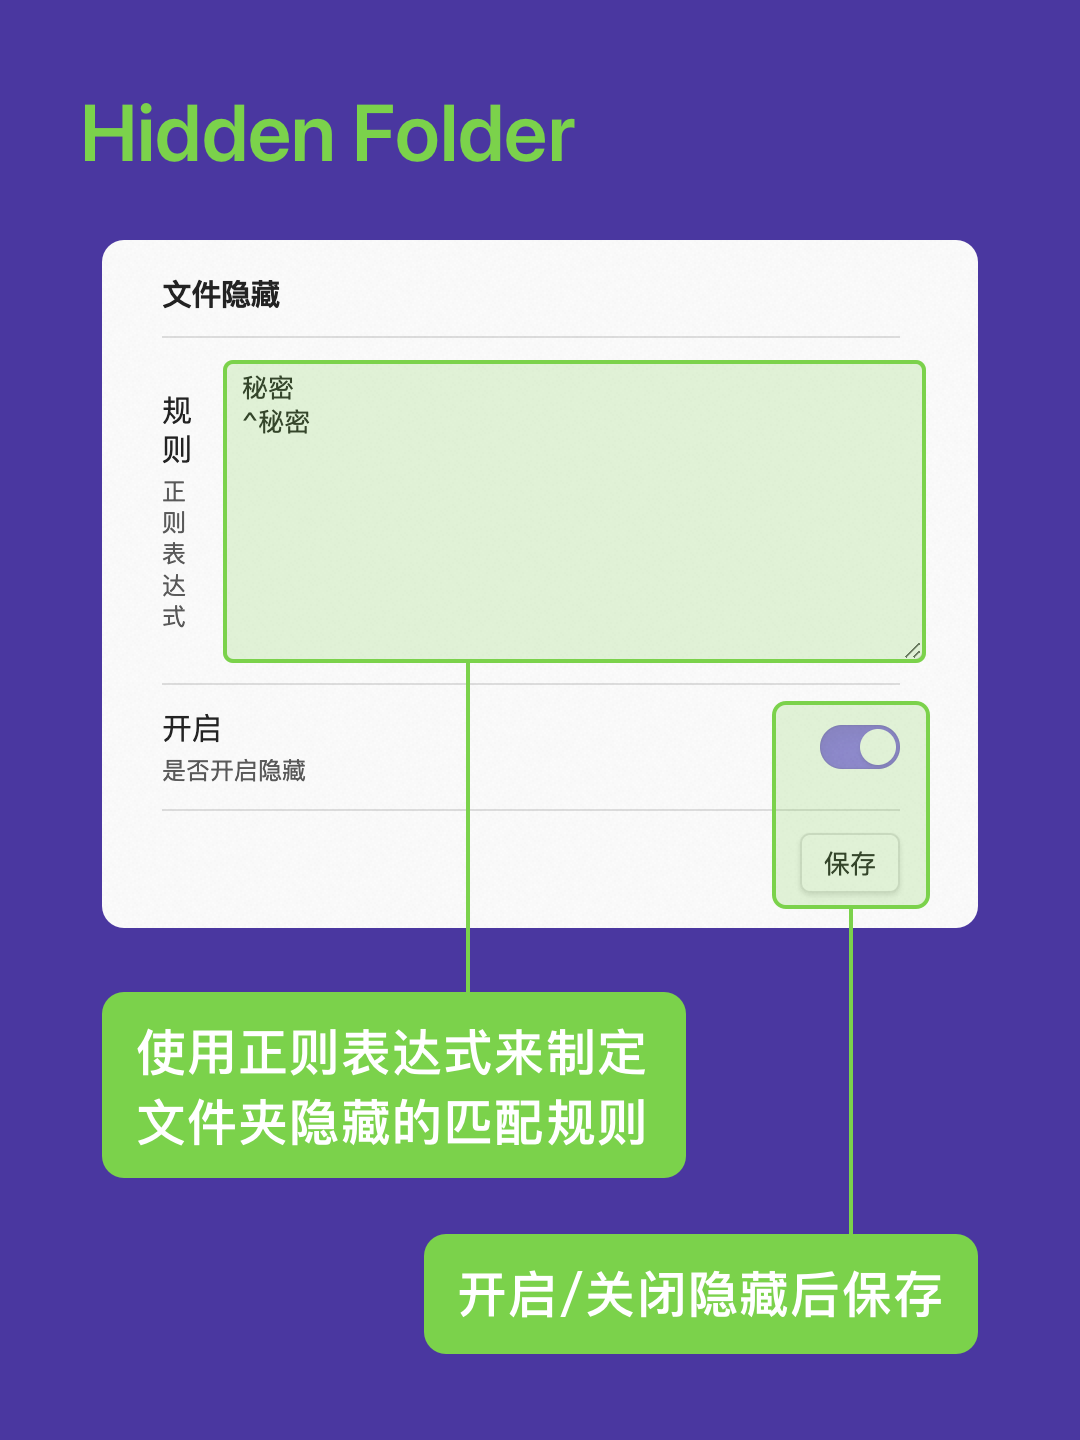 Hidden Folder
文件隐藏
规
则
正
则
表
达
式
秘密
^秘密
开启
是否开启隐藏
保存
使用正则表达式来制定
文件夹隐藏的匹配规则
开启/关闭隐藏后保存